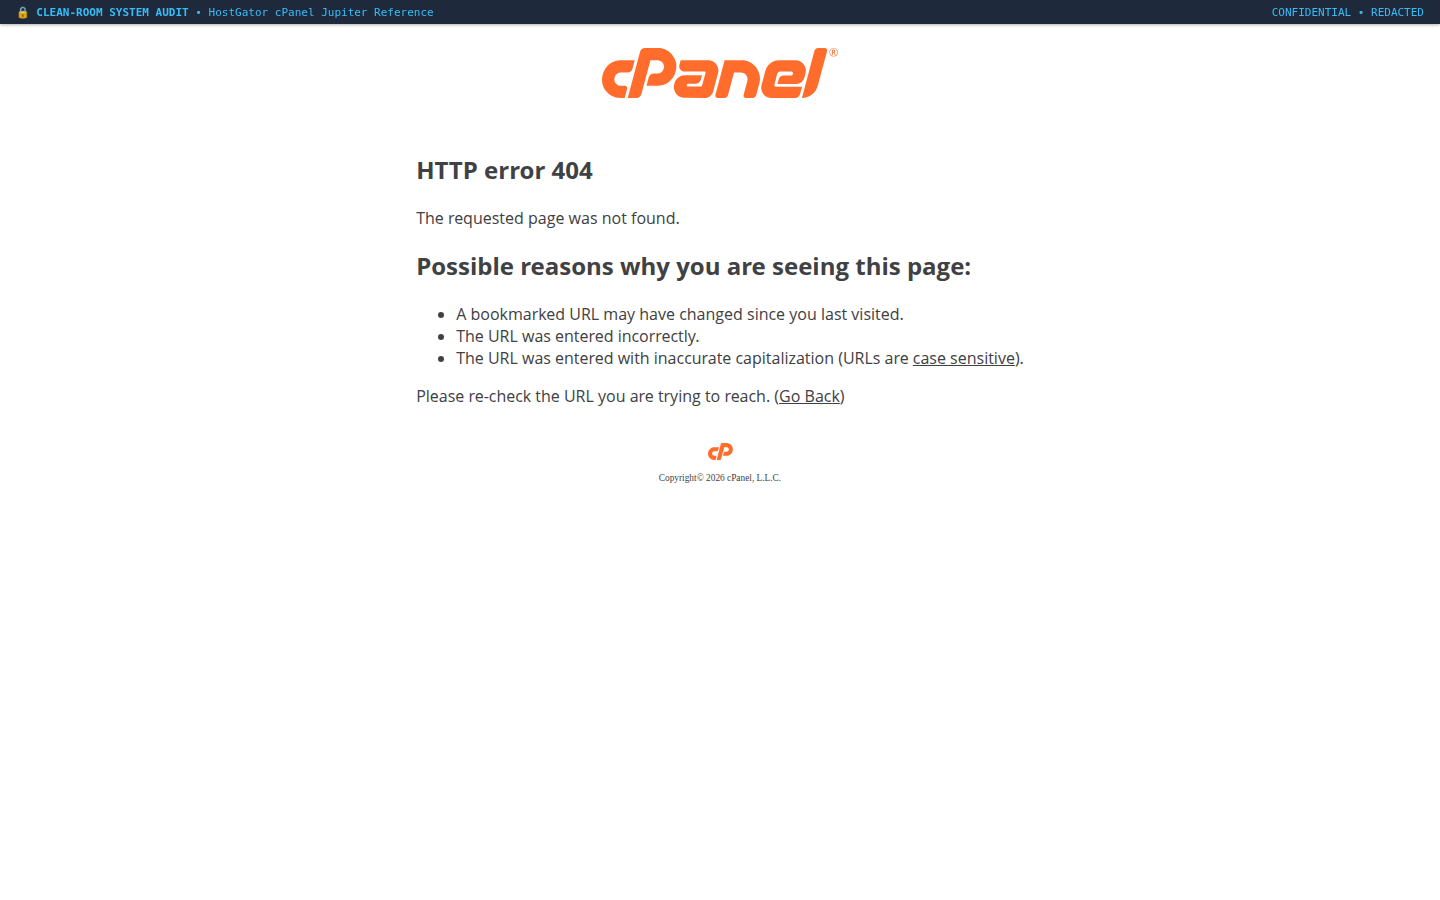 🔒 CLEAN-ROOM SYSTEM AUDIT • HostGator cPanel Jupiter Reference
CONFIDENTIAL • REDACTED
cPanel®
HTTP error 404
The requested page was not found.
Possible reasons why you are seeing this page:
• A bookmarked URL may have changed since you last visited.
• The URL was entered incorrectly.
• The URL was entered with inaccurate capitalization (URLs are case sensitive).
Please re-check the URL you are trying to reach. (Go Back)
cP
Copyright© 2026 cPanel, L.L.C.